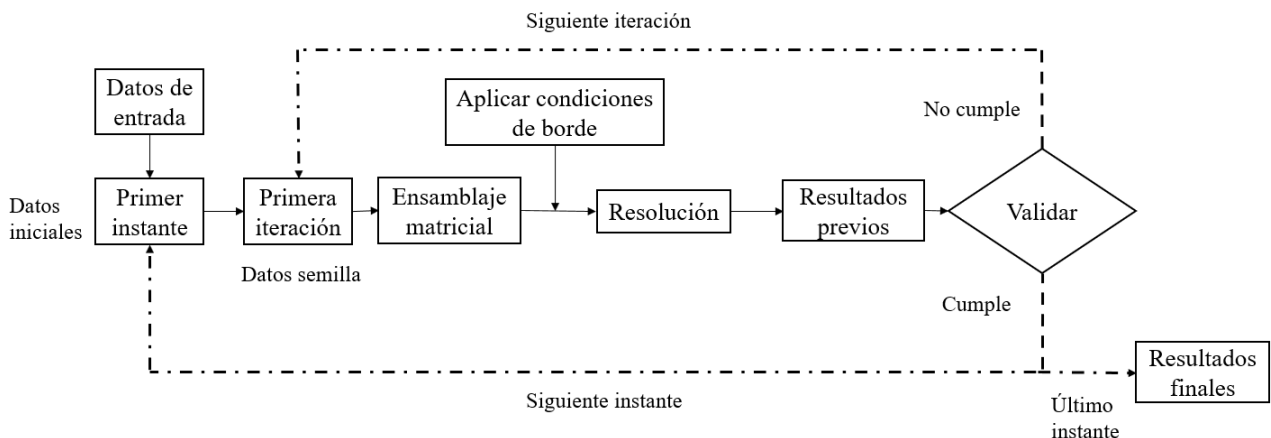 Siguiente iteración
Datos de
entrada
Aplicar condiciones
de borde
No cumple
Datos
iniciales
Primer
instante
Primera
iteración
Datos semilla
Ensamblaje
matricial
Resolución
Resultados
previos
Validar
Cumple
Siguiente instante
Último
instante
Resultados
finales